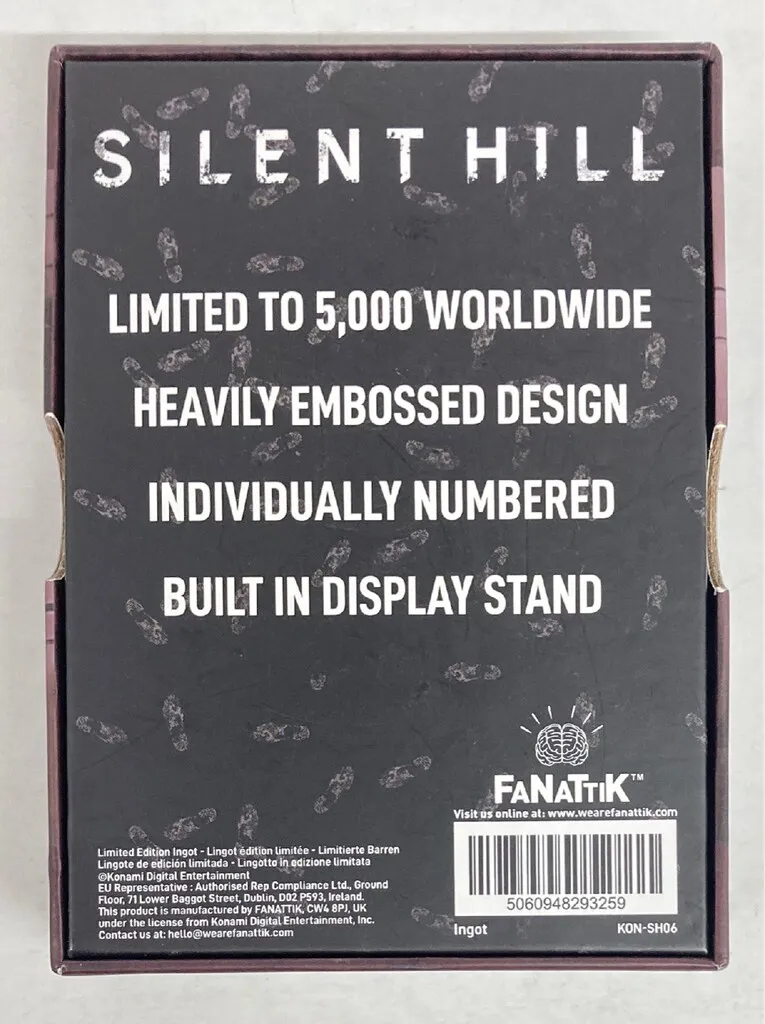 SILENT HILL
LIMITED TO 5,000 WORLDWIDE
HEAVILY EMBOSSED DESIGN
INDIVIDUALLY NUMBERED
BUILT IN DISPLAY STAND
FANATTIK™
Visit us online at: www.wearefanattik.com
Limited Edition Ingot - Lingot édition limitée - Limitierte Barren
Lingote de edición limitada - Lingotto in edizione limitata
©Konami Digital Entertainment
EU Representative : Authorised Rep Compliance Ltd., Ground
Floor, 71 Lower Baggot Street, Dublin, D02 P593, Ireland.
This product is manufactured by FANATTIK, CW4 8PJ, UK
under the license from Konami Digital Entertainment, Inc.
Contact us at: hello@wearefanattik.com
5060948293259
Ingot
KON-SH06